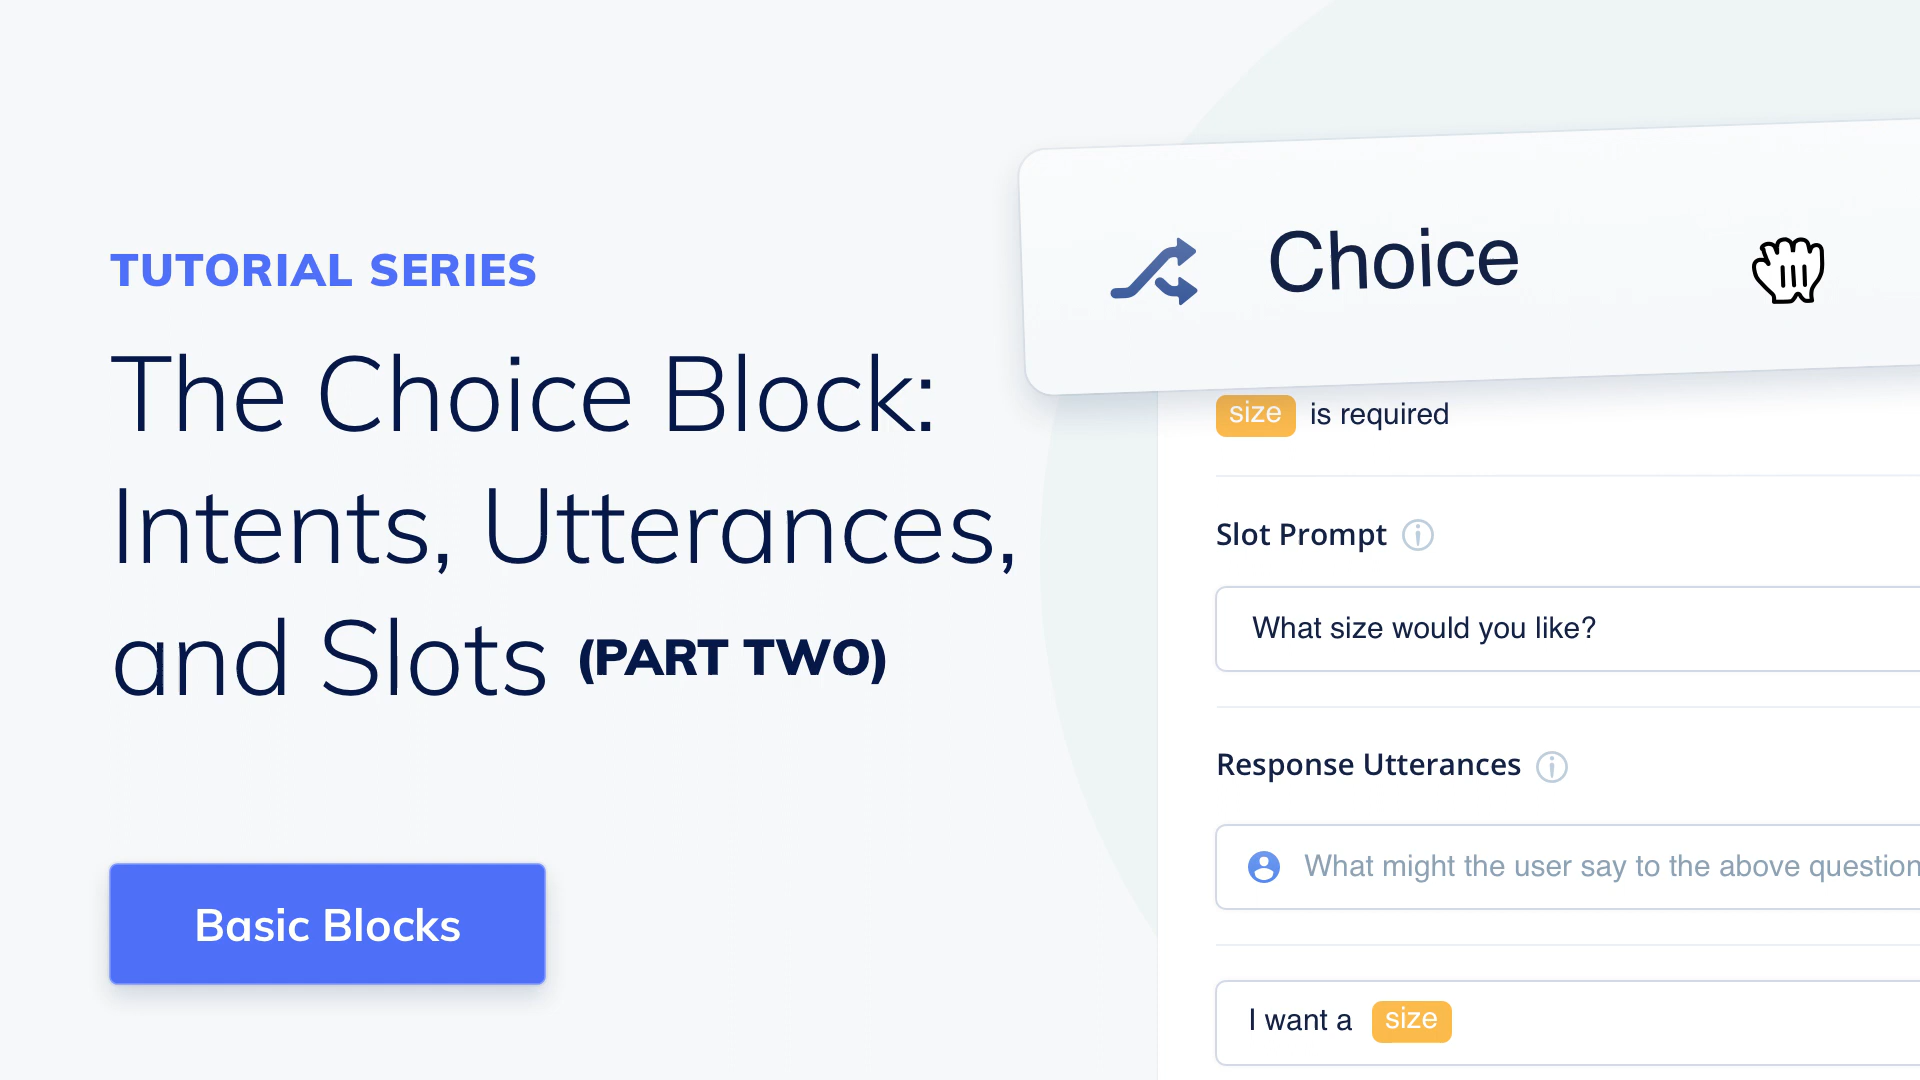 TUTORIAL SERIES
The Choice Block:
Intents, Utterances,
and Slots (PART TWO)
Basic Blocks
Choice
size is required
Slot Prompt
What size would you like?
Response Utterances
What might the user say to the above question
I want a size